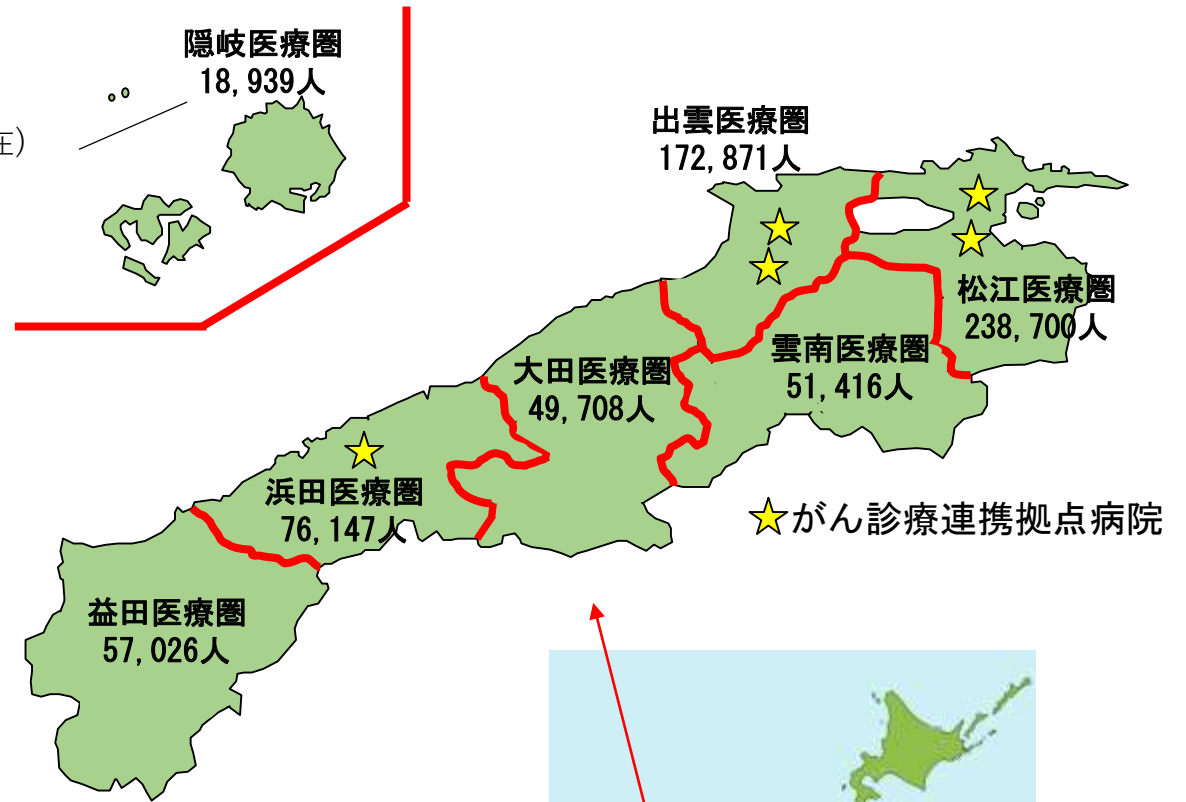 隠岐医療圏
18,939人
在)
出雲医療圏
172,871人
松江医療圏
238,700人
雲南医療圏
51,416人
大田医療圏
49,708人
浜田医療圏
76,147人
がん診療連携拠点病院
益田医療圏
57,026人